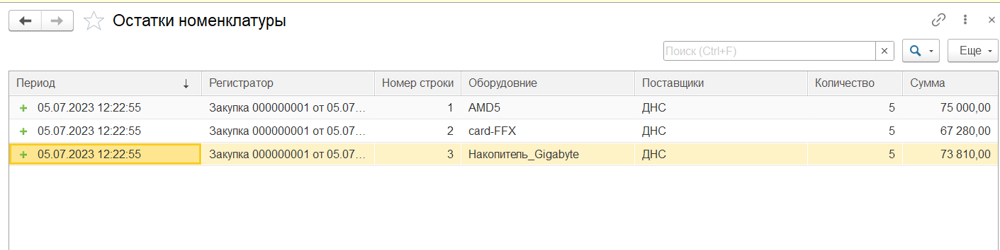 Остатки номенклатуры
Поиск (Ctrl+F)
Еще
Период Регистратор Номер строки Оборудовние Поставщики Количество Сумма
05.07.2023 12:22:55 Закупка 000000001 от 05.07... 1 AMD5 ДНС 5 75 000,00
05.07.2023 12:22:55 Закупка 000000001 от 05.07... 2 card-FFX ДНС 5 67 280,00
05.07.2023 12:22:55 Закупка 000000001 от 05.07... 3 Накопитель_Gigabyte ДНС 5 73 810,00